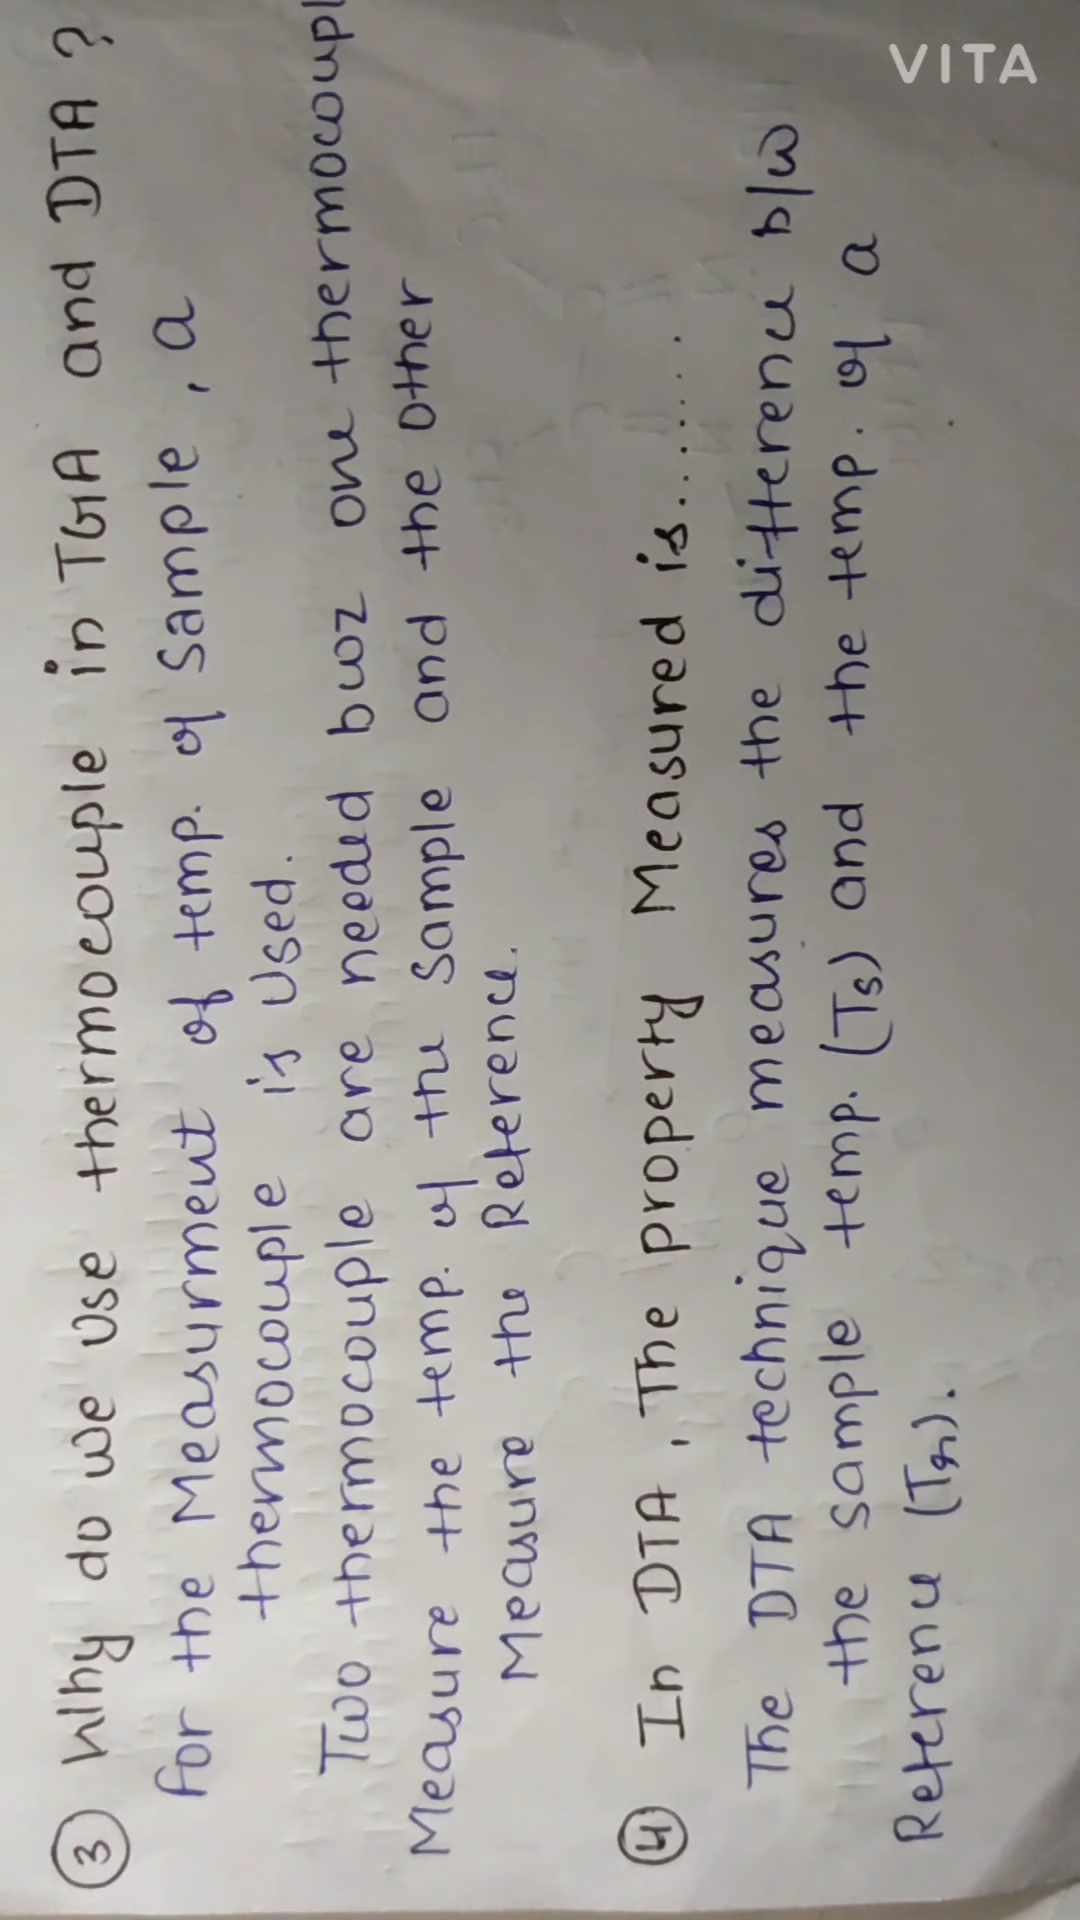 VITA
③ Why do we use thermocouple in TGA and DTA ?
for the Measurment of temp. of Sample , a
thermocouple is Used.
Two thermocouple are needed bcoz one thermocoupl
Measure the temp. of the Sample and the other
Measure the Reference.
④ In DTA , The property Measured is.......
The DTA technique measures the difference b/w
the sample temp. (Ts) and the temp. of a
Reference (Tr).